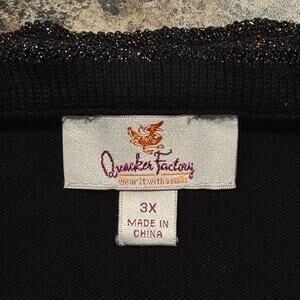 Quacker Factory
wear it with a smile
3X
MADE IN
CHINA